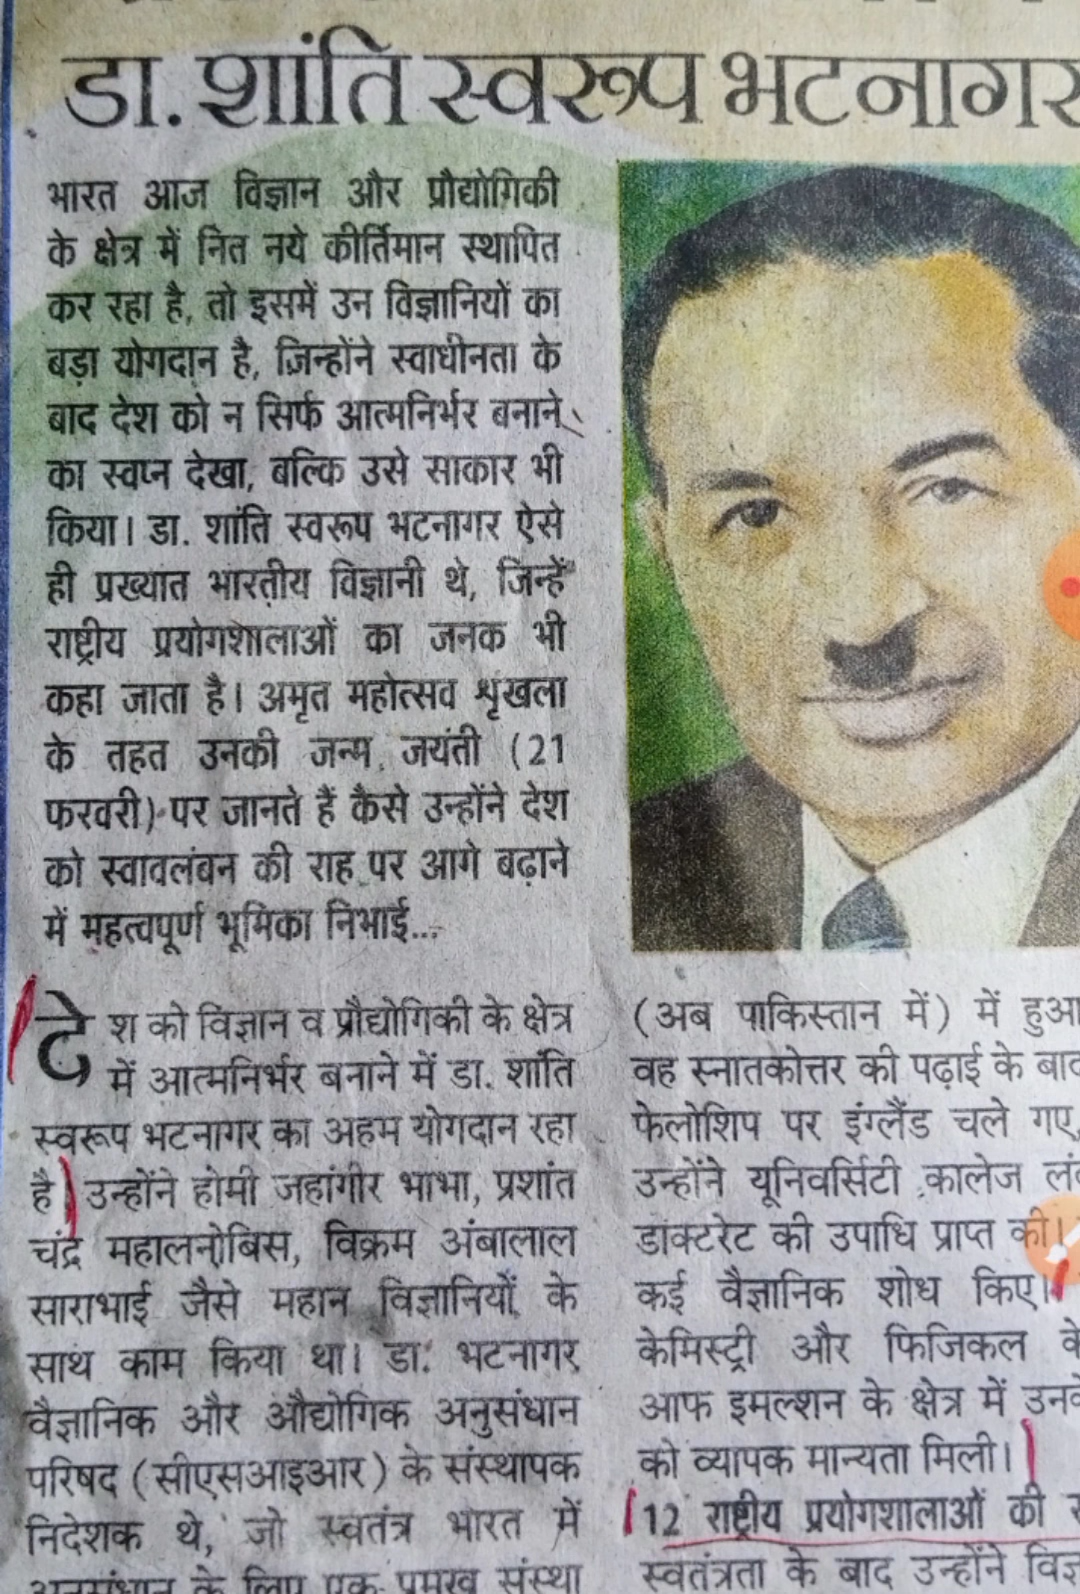 डा. शांति स्वरूप भटनागर
भारत आज विज्ञान और प्रौद्योगिकी
के क्षेत्र में नित नये कीर्तिमान स्थापित
कर रहा है, तो इसमें उन विज्ञानियों का
बड़ा योगदान है, जिन्होंने स्वाधीनता के
बाद देश को न सिर्फ आत्मनिर्भर बनाने
का स्वप्न देखा, बल्कि उसे साकार भी
किया। डा. शांति स्वरूप भटनागर ऐसे
ही प्रख्यात भारतीय विज्ञानी थे, जिन्हें
राष्ट्रीय प्रयोगशालाओं का जनक भी
कहा जाता है। अमृत महोत्सव श्रृखला
के तहत उनकी जन्म जयंती (21
फरवरी) पर जानते हैं कैसे उन्होंने देश
को स्वावलंबन की राह पर आगे बढ़ाने
में महत्वपूर्ण भूमिका निभाई...
देश को विज्ञान व प्रौद्योगिकी के क्षेत्र
में आत्मनिर्भर बनाने में डा. शांति
स्वरूप भटनागर का अहम योगदान रहा
है। उन्होंने होमी जहांगीर भाभा, प्रशांत
चंद्र महालनोबिस, विक्रम अंबालाल
साराभाई जैसे महान विज्ञानियों के
साथ काम किया था। डा. भटनागर
वैज्ञानिक और औद्योगिक अनुसंधान
परिषद (सीएसआइआर) के संस्थापक
निदेशक थे, जो स्वतंत्र भारत में
अनुसंधान के लिए एक प्रमुख संस्था
(अब पाकिस्तान में) में हुआ
वह स्नातकोत्तर की पढ़ाई के बाद
फेलोशिप पर इंग्लैंड चले गए,
उन्होंने यूनिवर्सिटी कालेज
डाक्टरेट की उपाधि प्राप्त की।
कई वैज्ञानिक शोध किए।
केमिस्ट्री और फिजिकल
आफ इमल्शन के क्षेत्र में
को व्यापक मान्यता मिली।
12 राष्ट्रीय प्रयोगशालाओं की
स्वतंत्रता के बाद उन्होंने